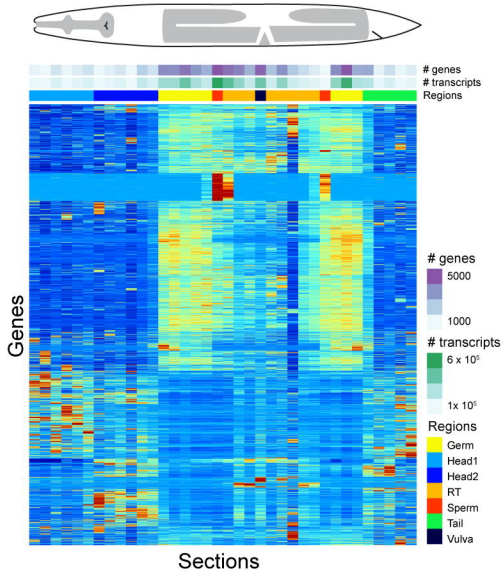 # genes
# transcripts
Regions
Genes
# genes
5000
1000
# transcripts
6 x 10⁵
1x 10⁵
Regions
Germ
Head1
Head2
RT
Sperm
Tail
Vulva
Sections